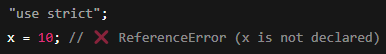 "use strict";
x = 10; // ❌ ReferenceError (x is not declared)